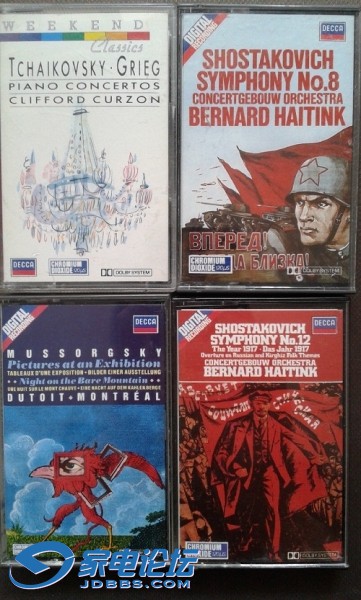 WEEKEND
Classics
TCHAIKOVSKY · GRIEG
PIANO CONCERTOS
CLIFFORD CURZON
DECCA
CHROMIUM
DIOXIDE
DOLBY SYSTEM
DIGITAL
RECORDING
DECCA
SHOSTAKOVICH
SYMPHONY No.8
CONCERTGEBOUW ORCHESTRA
BERNARD HAITINK
ВПЕРЕД!
БЛИЗКА!
CHROMIUM
DIOXIDE
DOLBY SYSTEM
DIGITAL
RECORDING
DECCA
MUSSORGSKY
Pictures at an Exhibition
TABLEAUX D'UNE EXPOSITION · BILDER EINER AUSSTELLUNG
Night on the Bare Mountain
UNE NUIT SUR LE MONT CHAUVE · EINE NACHT AUF DEM KAHLEN BERGE
DUTOIT · MONTRÉAL
DIGITAL
RECORDING
DECCA
SHOSTAKOVICH
SYMPHONY No.12
The Year 1917 · Das Jahr 1917
Overture on Russian and Kirghiz Folk Themes
CONCERTGEBOUW ORCHESTRA
BERNARD HAITINK
CHROMIUM
DIOXIDE
DOLBY SYSTEM
家电论坛
JDBBS.COM